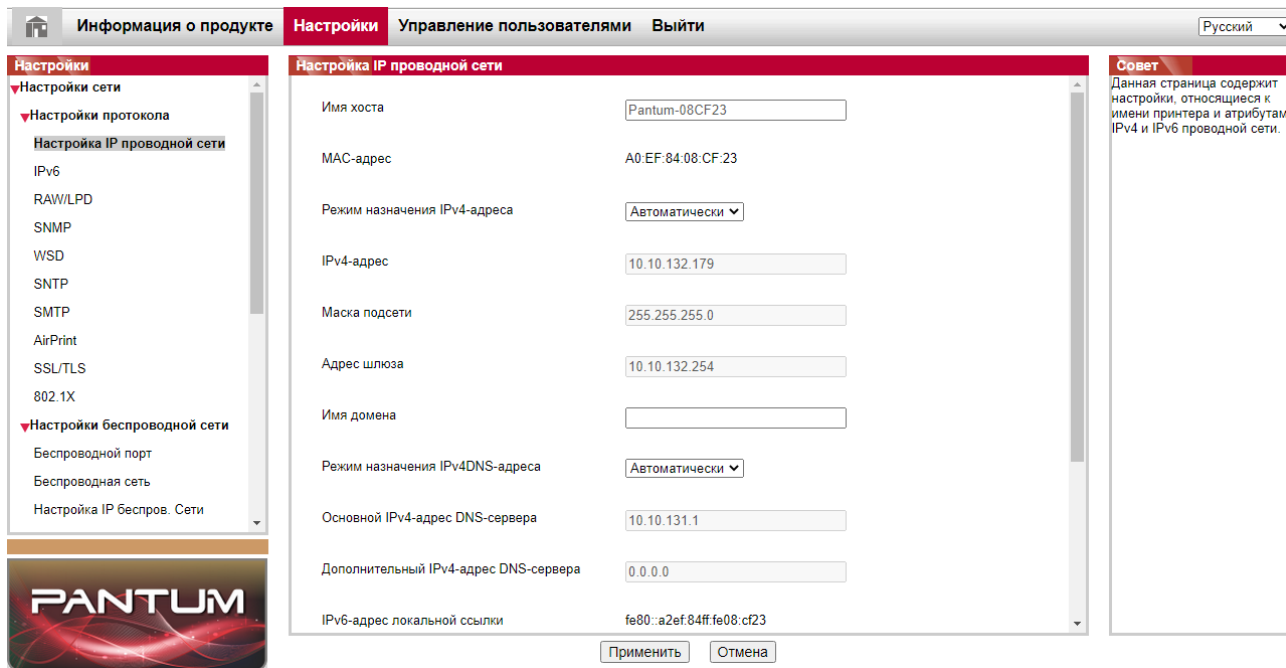 Информация о продукте Настройки Управление пользователями Выйти Русский
Настройки
Настройки сети
Настройки протокола
Настройка IP проводной сети
IPv6
RAW/LPD
SNMP
WSD
SNTP
SMTP
AirPrint
SSL/TLS
802.1X
Настройки беспроводной сети
Беспроводной порт
Беспроводная сеть
Настройка IP беспров. Сети
PANTUM
Настройка IP проводной сети
Имя хоста Pantum-08CF23
MAC-адрес A0:EF:84:08:CF:23
Режим назначения IPv4-адреса Автоматически
IPv4-адрес 10.10.132.179
Маска подсети 255.255.255.0
Адрес шлюза 10.10.132.254
Имя домена
Режим назначения IPv4DNS-адреса Автоматически
Основной IPv4-адрес DNS-сервера 10.10.131.1
Дополнительный IPv4-адрес DNS-сервера 0.0.0.0
IPv6-адрес локальной ссылки fe80::a2ef:84ff:fe08:cf23
Применить Отмена
Совет
Данная страница содержит
настройки, относящиеся к
имени принтера и атрибутам
IPv4 и IPv6 проводной сети.